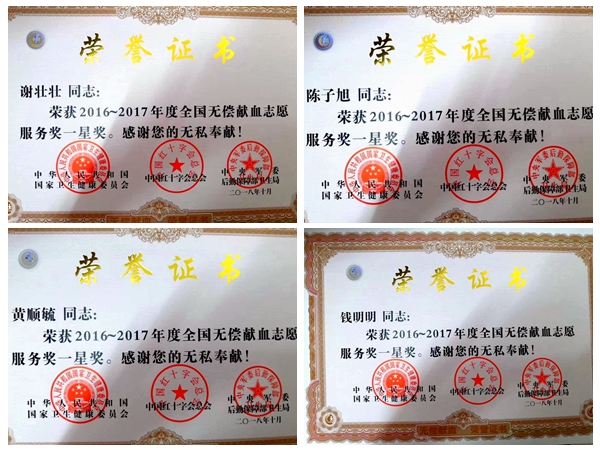 荣誉证书
谢壮壮 同志:
荣获2016~2017年度全国无偿献血志愿
服务奖一星奖。感谢您的无私奉献!
中华人民共和国
国家卫生健康委员会
中国红十字会总会
中央军委
后勤保障部卫生局
二〇一八年十月
荣誉证书
陈子旭 同志:
荣获2016~2017年度全国无偿献血志愿
服务奖一星奖。感谢您的无私奉献!
中华人民共和国
国家卫生健康委员会
中国红十字会总会
中央军委
后勤保障部卫生局
二〇一八年十月
荣誉证书
黄顺毓 同志:
荣获2016~2017年度全国无偿献血志愿
服务奖一星奖。感谢您的无私奉献!
中华人民共和国
国家卫生健康委员会
中国红十字会总会
中央军委
后勤保障部卫生局
二〇一八年十月
荣誉证书
钱明明 同志:
荣获2016~2017年度全国无偿献血志愿
服务奖一星奖。感谢您的无私奉献!
中华人民共和国
国家卫生健康委员会
中国红十字会总会
中央军委
后勤保障部卫生局
二〇一八年十月